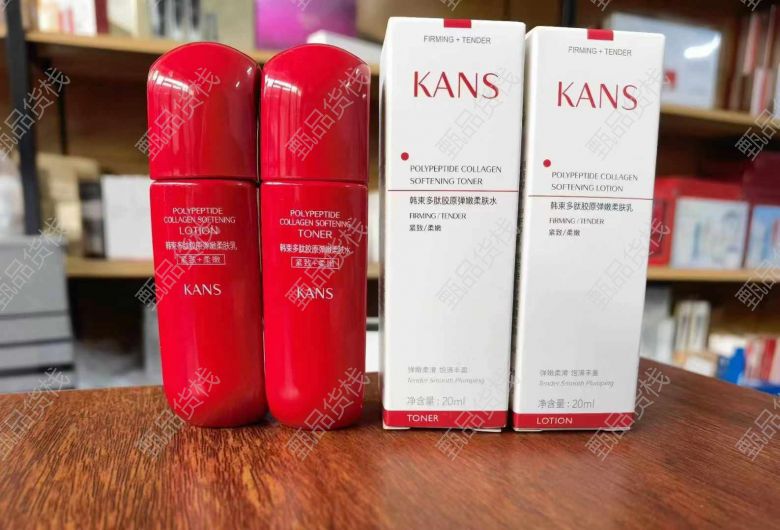 POLYPEPTIDE
COLLAGEN SOFTENING
LOTION
韩束多肽胶原弹嫩柔肤乳
紧致+柔嫩
KANS
POLYPEPTIDE
COLLAGEN SOFTENING
TONER
韩束多肽胶原弹嫩柔肤水
紧致+柔嫩
KANS
FIRMING + TENDER
KANS
POLYPEPTIDE COLLAGEN
SOFTENING TONER
韩束多肽胶原弹嫩柔肤水
FIRMING/TENDER
紧致/柔嫩
弹嫩柔滑 饱满丰盈
Tender Smooth Plumping
净含量：20ml
TONER
FIRMING + TENDER
KANS
POLYPEPTIDE COLLAGEN
SOFTENING LOTION
韩束多肽胶原弹嫩柔肤乳
FIRMING/TENDER
紧致/柔嫩
弹嫩柔滑 饱满丰盈
Tender Smooth Plumping
净含量：20ml
LOTION
甄品货栈